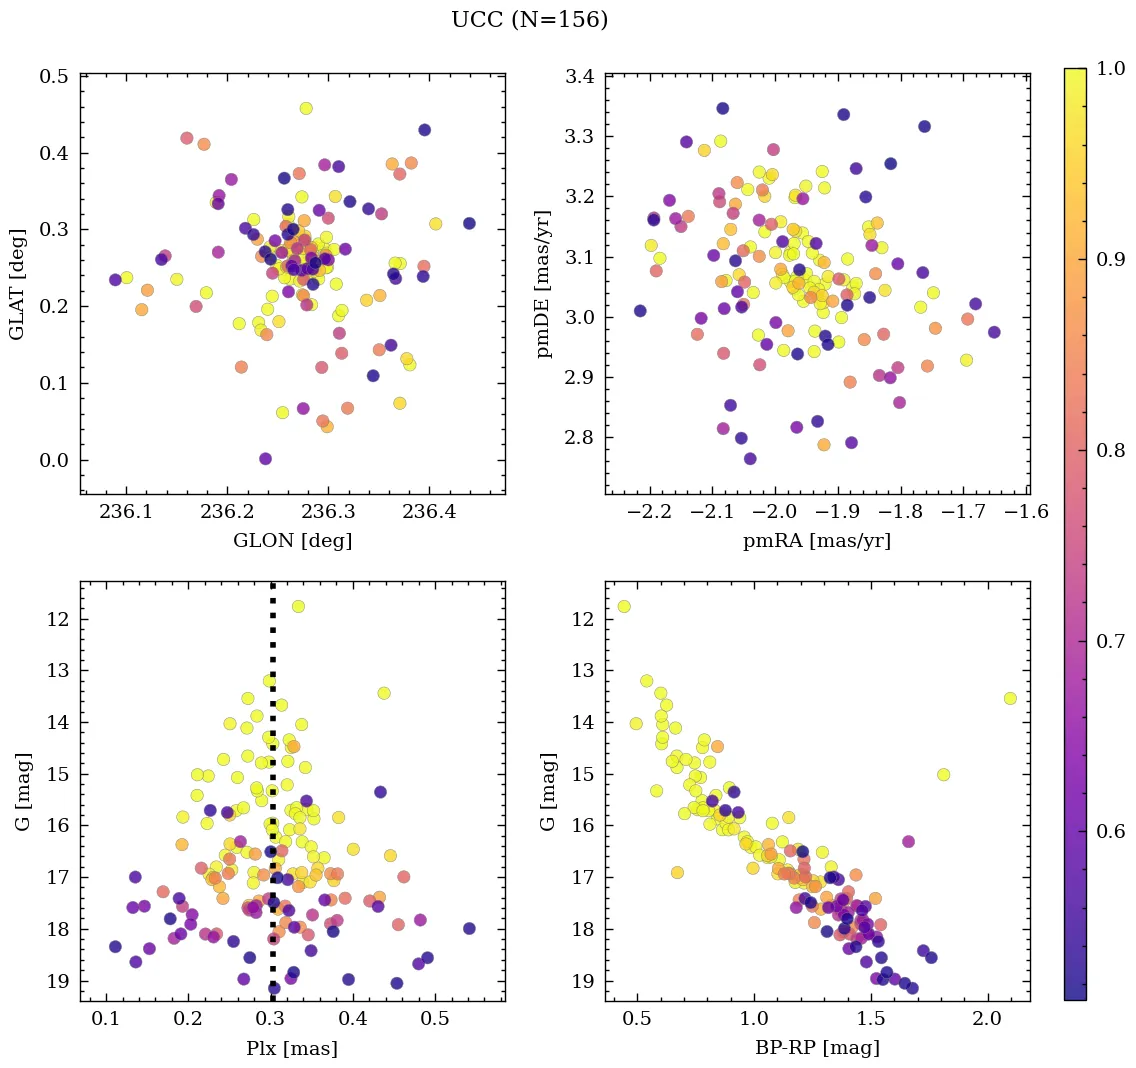 UCC (N=156)
0.5
0.4
0.3
0.2
0.1
0.0
GLAT [deg]
236.1 236.2 236.3 236.4
GLON [deg]
3.4
3.3
3.2
3.1
3.0
2.9
2.8
pmDE [mas/yr]
−2.2 −2.1 −2.0 −1.9 −1.8 −1.7 −1.6
pmRA [mas/yr]
12
13
14
15
16
17
18
19
G [mag]
0.1 0.2 0.3 0.4 0.5
Plx [mas]
12
13
14
15
16
17
18
19
G [mag]
0.5 1.0 1.5 2.0
BP-RP [mag]
1.0
0.9
0.8
0.7
0.6